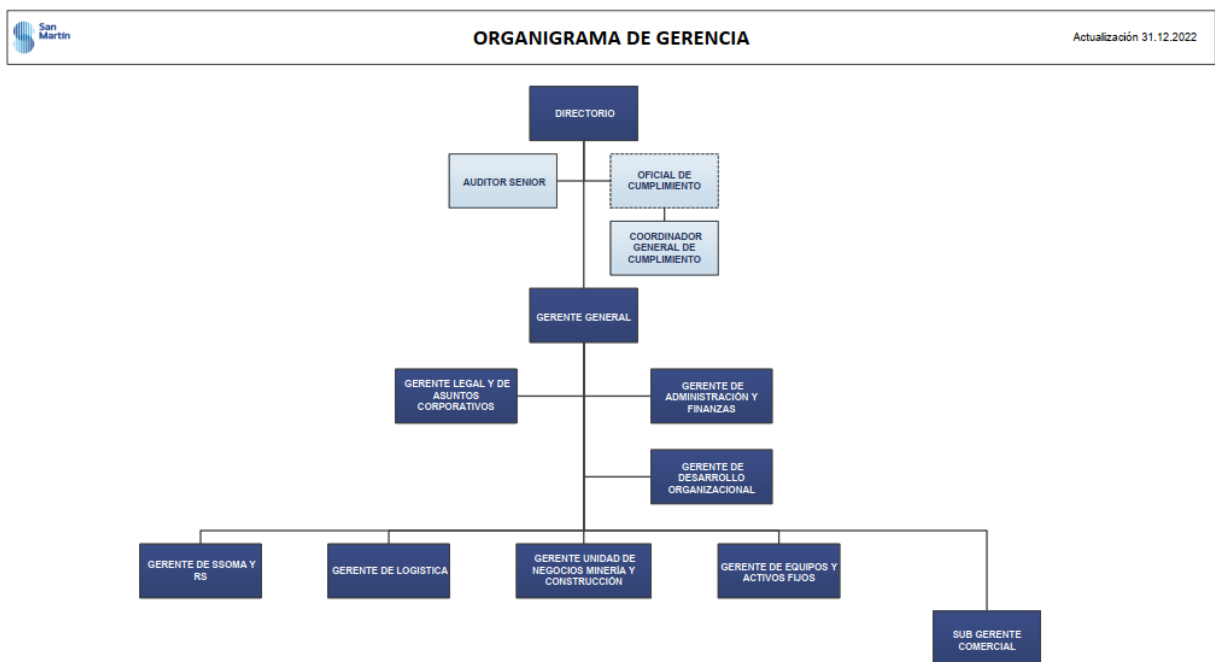 San
Martín
ORGANIGRAMA DE GERENCIA
Actualización 31.12.2022
DIRECTORIO
AUDITOR SENIOR
OFICIAL DE
CUMPLIMIENTO
COORDINADOR
GENERAL DE
CUMPLIMIENTO
GERENTE GENERAL
GERENTE LEGAL Y DE
ASUNTOS
CORPORATIVOS
GERENTE DE
ADMINISTRACIÓN Y
FINANZAS
GERENTE DE
DESARROLLO
ORGANIZACIONAL
GERENTE DE SSOMA Y
RS
GERENTE DE LOGISTICA
GERENTE UNIDAD DE
NEGOCIOS MINERÍA Y
CONSTRUCCIÓN
GERENTE DE EQUIPOS Y
ACTIVOS FIJOS
SUB GERENTE
COMERCIAL